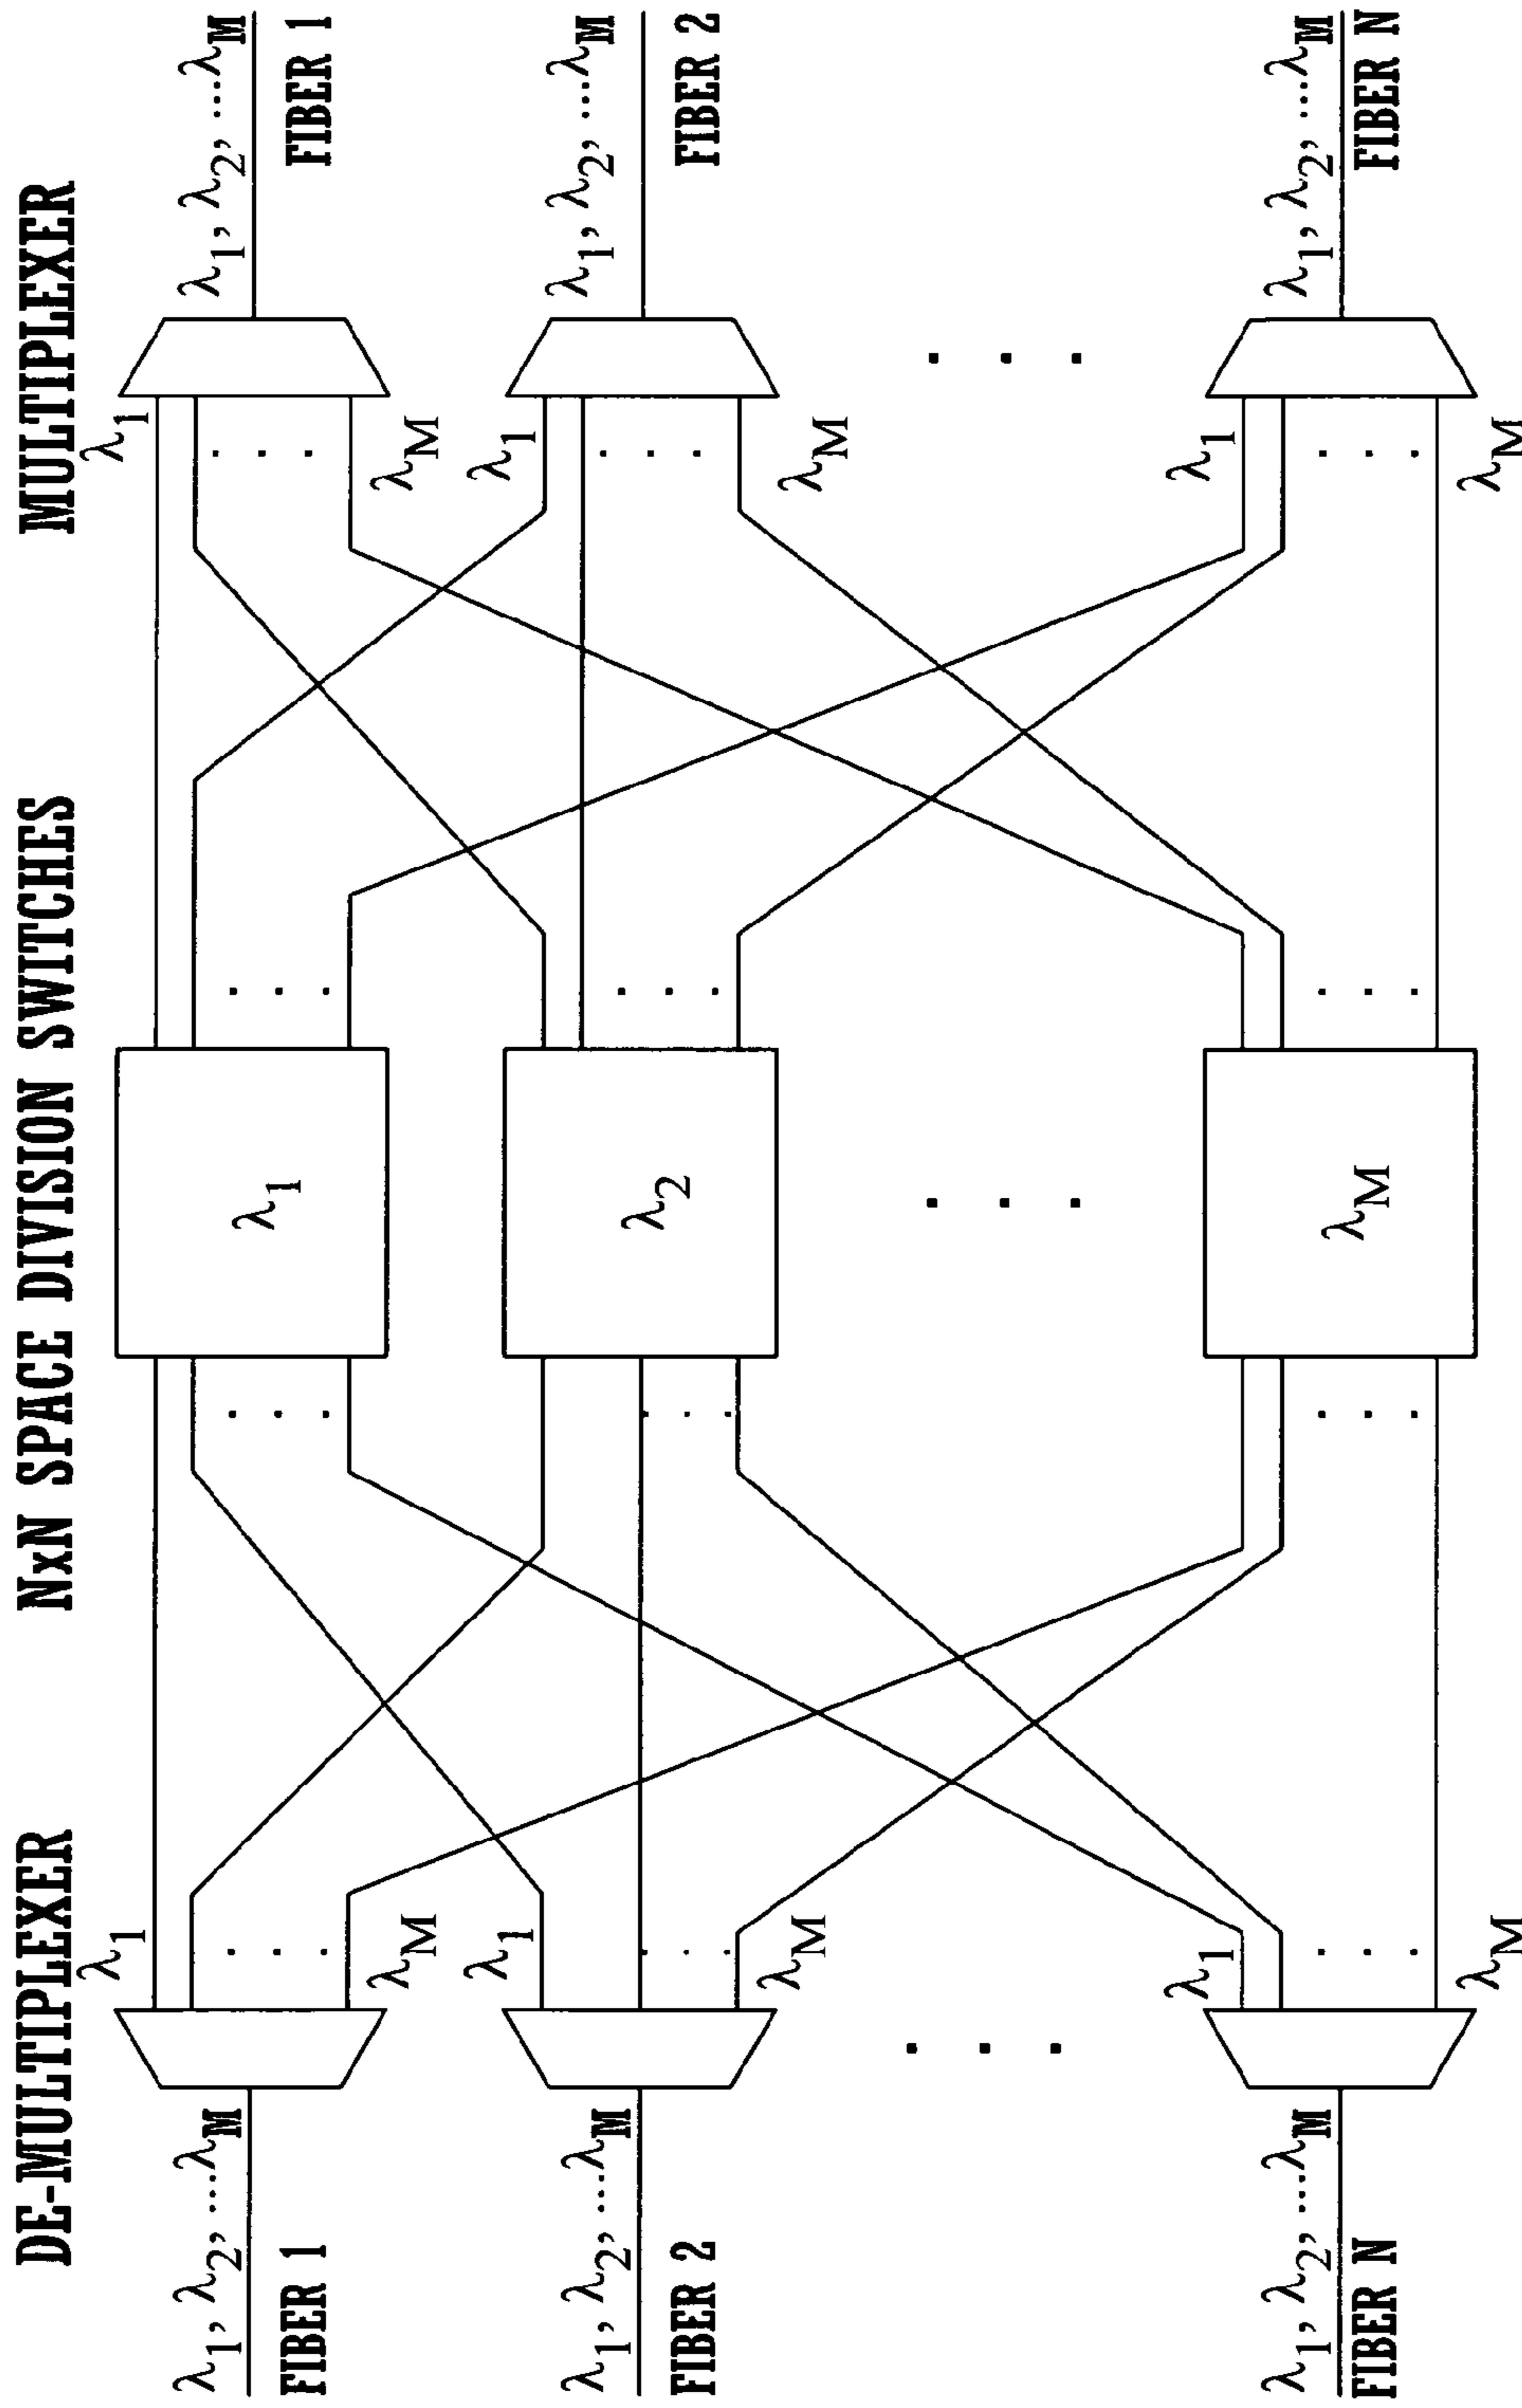 DE-MULTIPLEXER
NxN SPACE DIVISION SWITCHES
MULTIPLEXER
λ1, λ2, ...λM
FIBER 1
λ1
λM
λ1
λ1
λM
λ1, λ2, ...λM
FIBER 1
λ1, λ2, ...λM
FIBER 2
λ1
λM
λ2
λ1
λM
λ1, λ2, ...λM
FIBER 2
λ1, λ2, ...λM
FIBER N
λ1
λM
λM
λ1
λM
λ1, λ2, ...λM
FIBER N